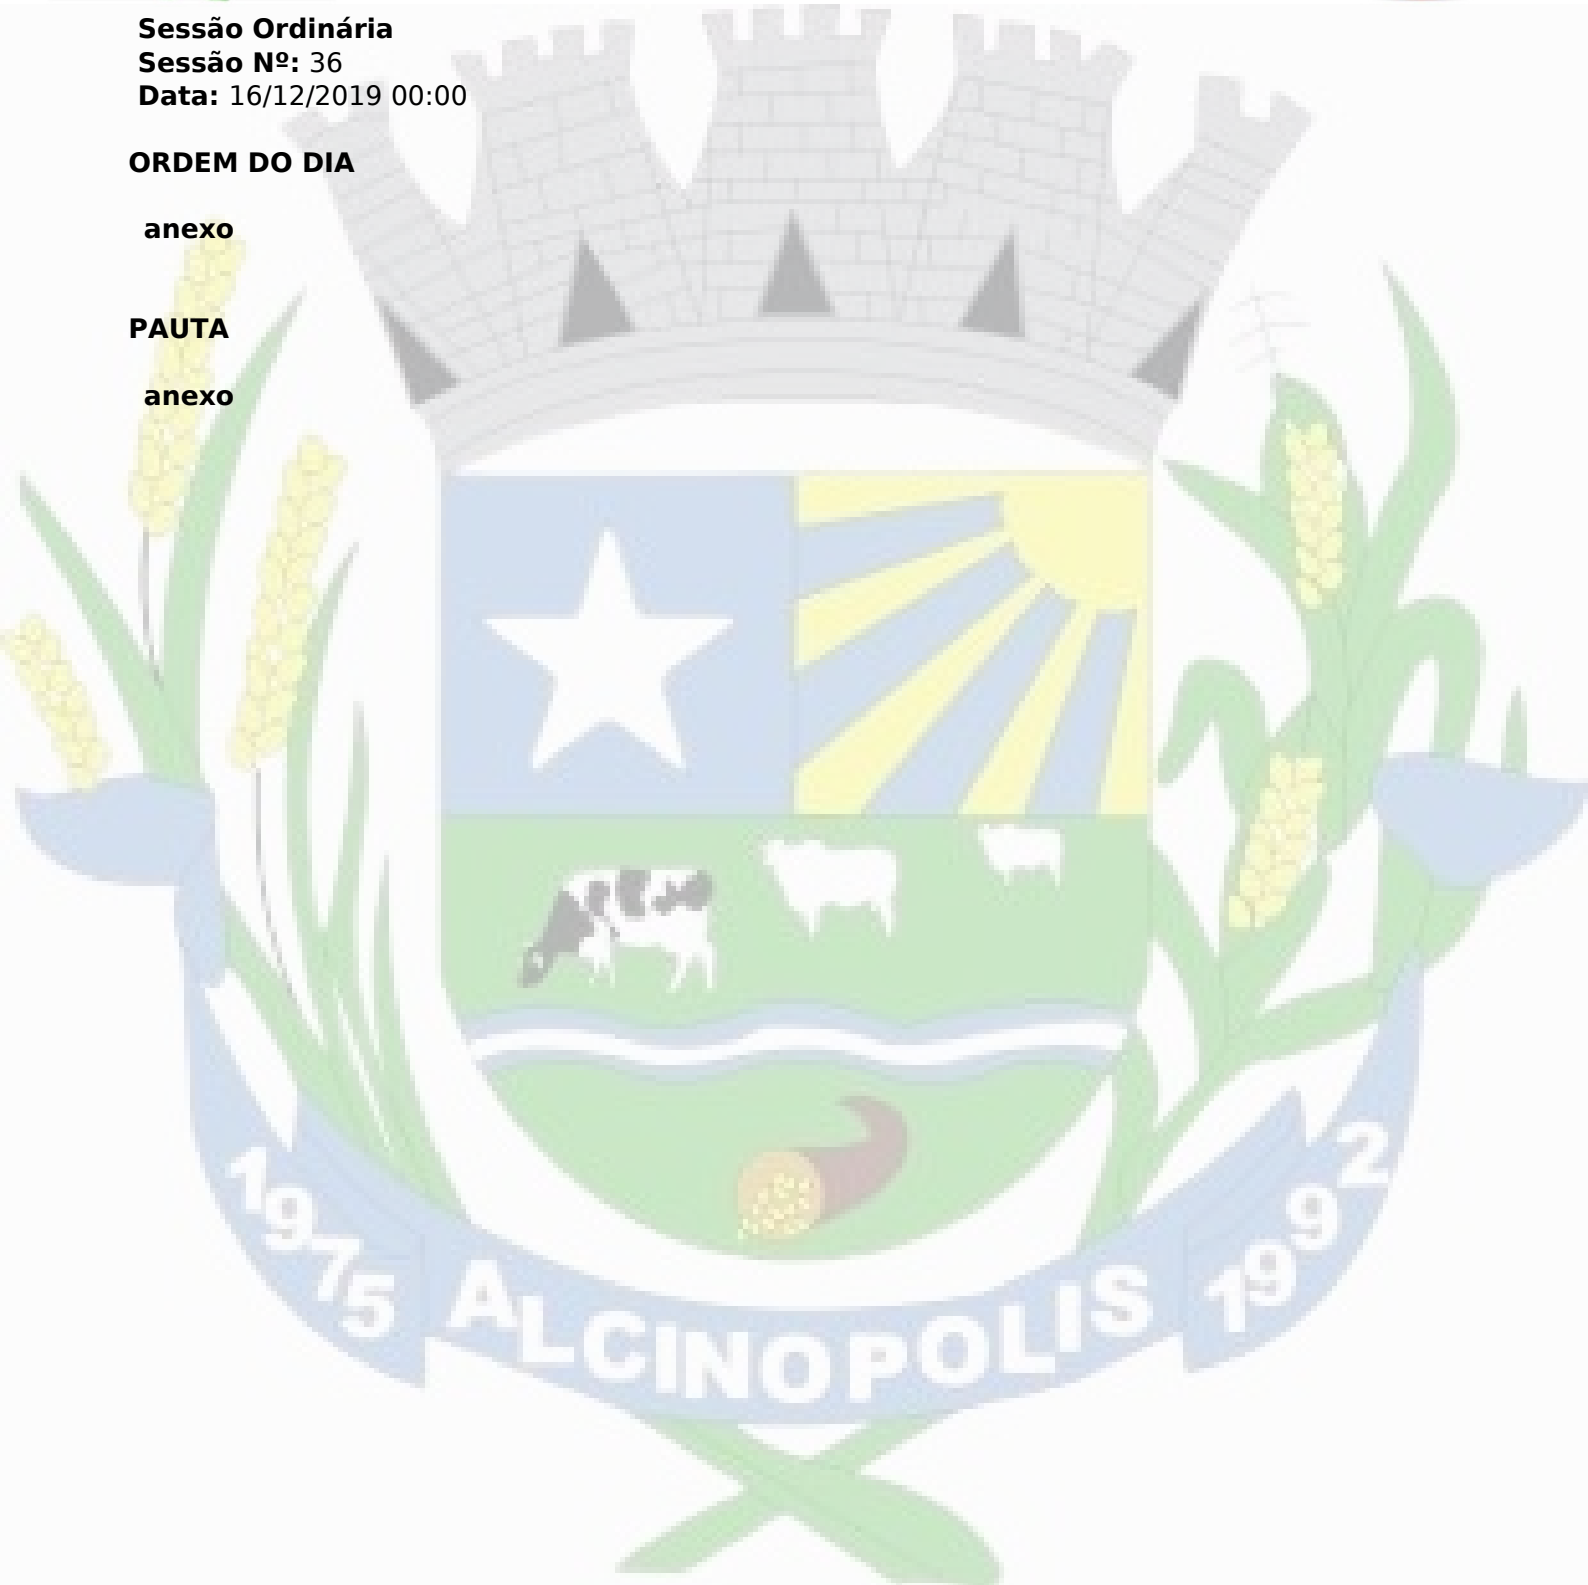 Sessão Ordinária
Sessão Nº: 36
Data: 16/12/2019 00:00
ORDEM DO DIA
anexo
PAUTA
anexo
1975 ALCINOPOLIS 1992